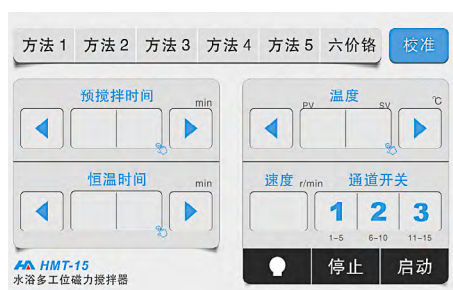 方法 1 方法 2 方法 3 方法 4 方法 5 六价铬 校准
预搅拌时间 min
温度 PV SV ℃
恒温时间 min
速度 r/min 通道开关
1 2 3
1-5 6-10 11-15
HMT-15
水浴多工位磁力搅拌器
停止 启动